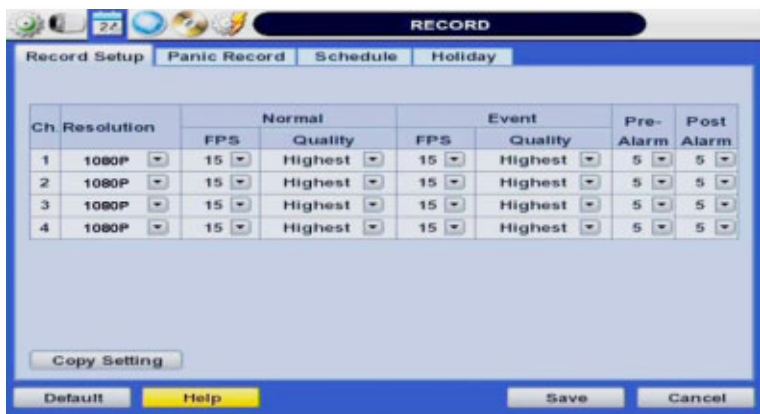 RECORD
Record Setup Panic Record Schedule Holiday
Ch. Resolution Normal Event Pre- Alarm Post Alarm
FPS Quality FPS Quality
1 1080P 15 Highest 15 Highest 5 5
2 1080P 15 Highest 15 Highest 5 5
3 1080P 15 Highest 15 Highest 5 5
4 1080P 15 Highest 15 Highest 5 5
Copy Setting
Default Help Save Cancel